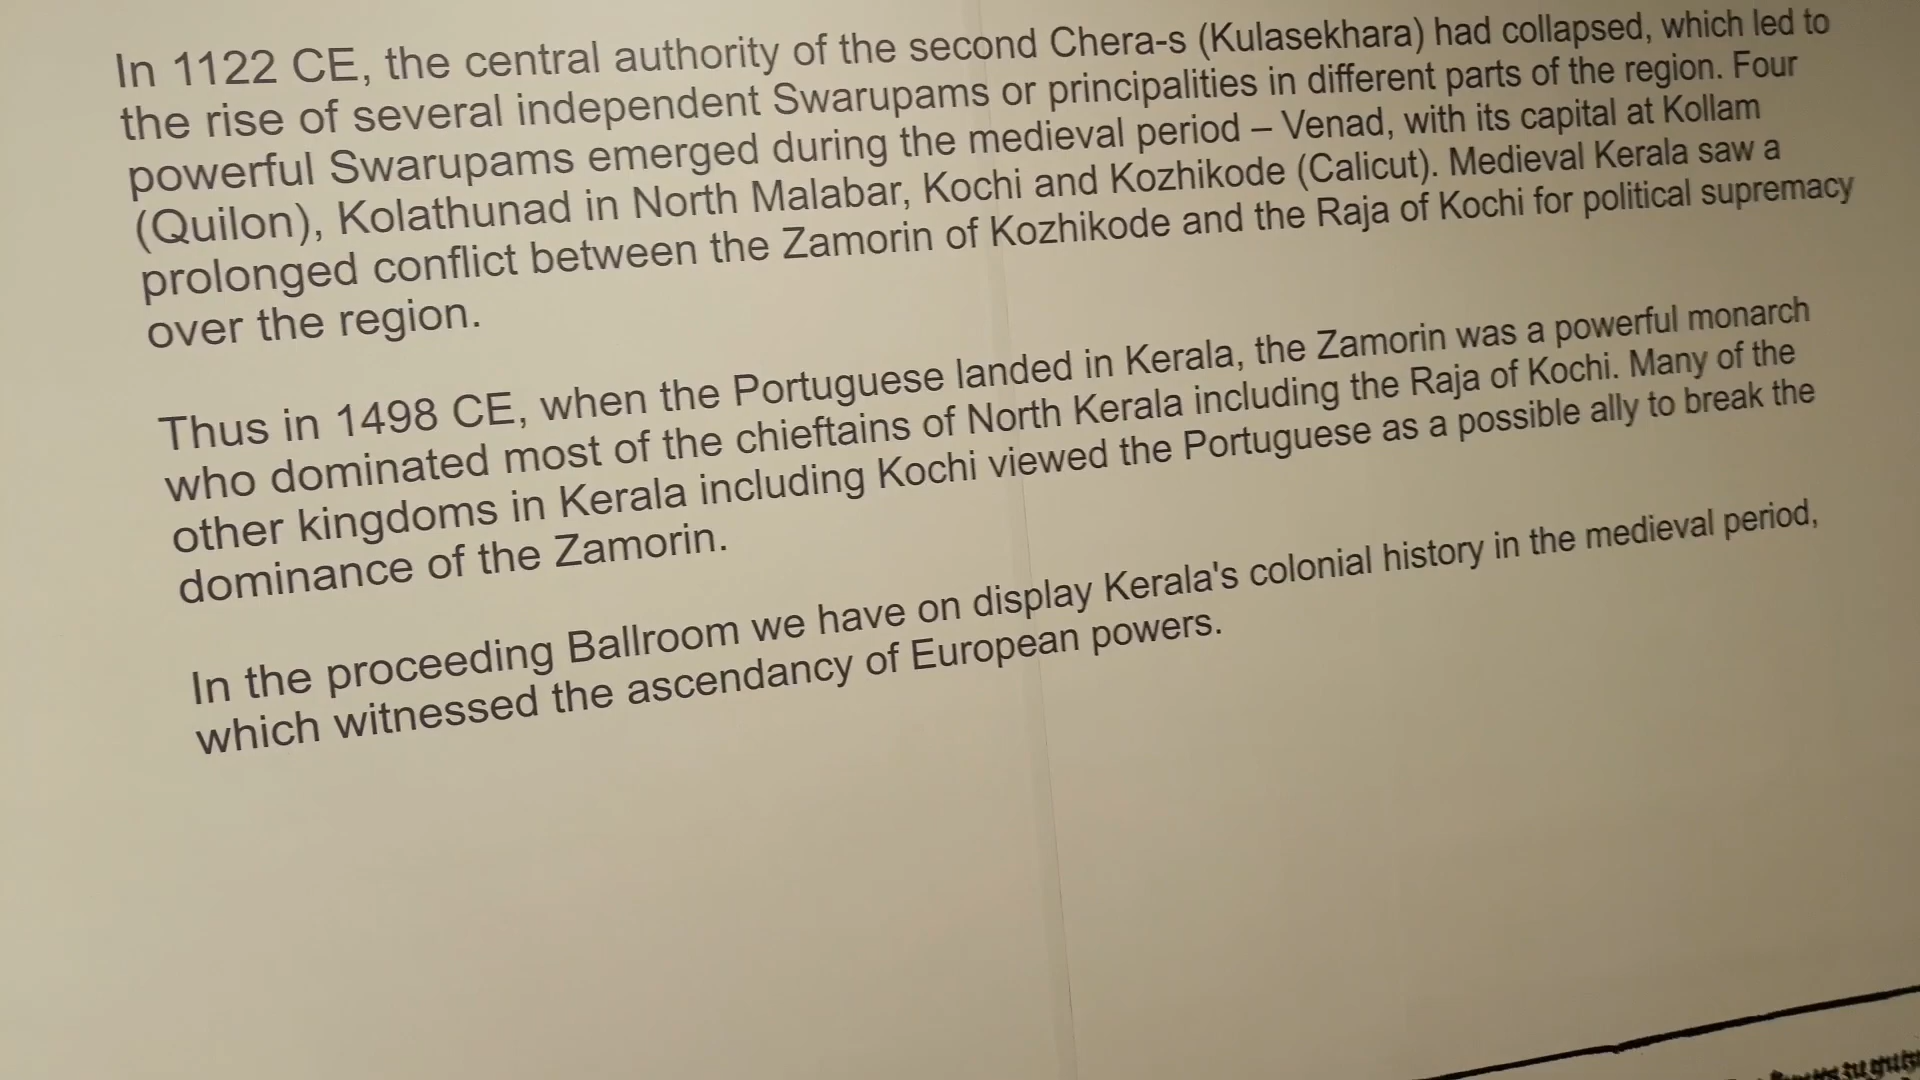 In 1122 CE, the central authority of the second Chera-s (Kulasekhara) had collapsed, which led to
the rise of several independent Swarupams or principalities in different parts of the region. Four
powerful Swarupams emerged during the medieval period – Venad, with its capital at Kollam
(Quilon), Kolathunad in North Malabar, Kochi and Kozhikode (Calicut). Medieval Kerala saw a
prolonged conflict between the Zamorin of Kozhikode and the Raja of Kochi for political supremacy
over the region.
Thus in 1498 CE, when the Portuguese landed in Kerala, the Zamorin was a powerful monarch
who dominated most of the chieftains of North Kerala including the Raja of Kochi. Many of the
other kingdoms in Kerala including Kochi viewed the Portuguese as a possible ally to break the
dominance of the Zamorin.
In the proceeding Ballroom we have on display Kerala's colonial history in the medieval period,
which witnessed the ascendancy of European powers.